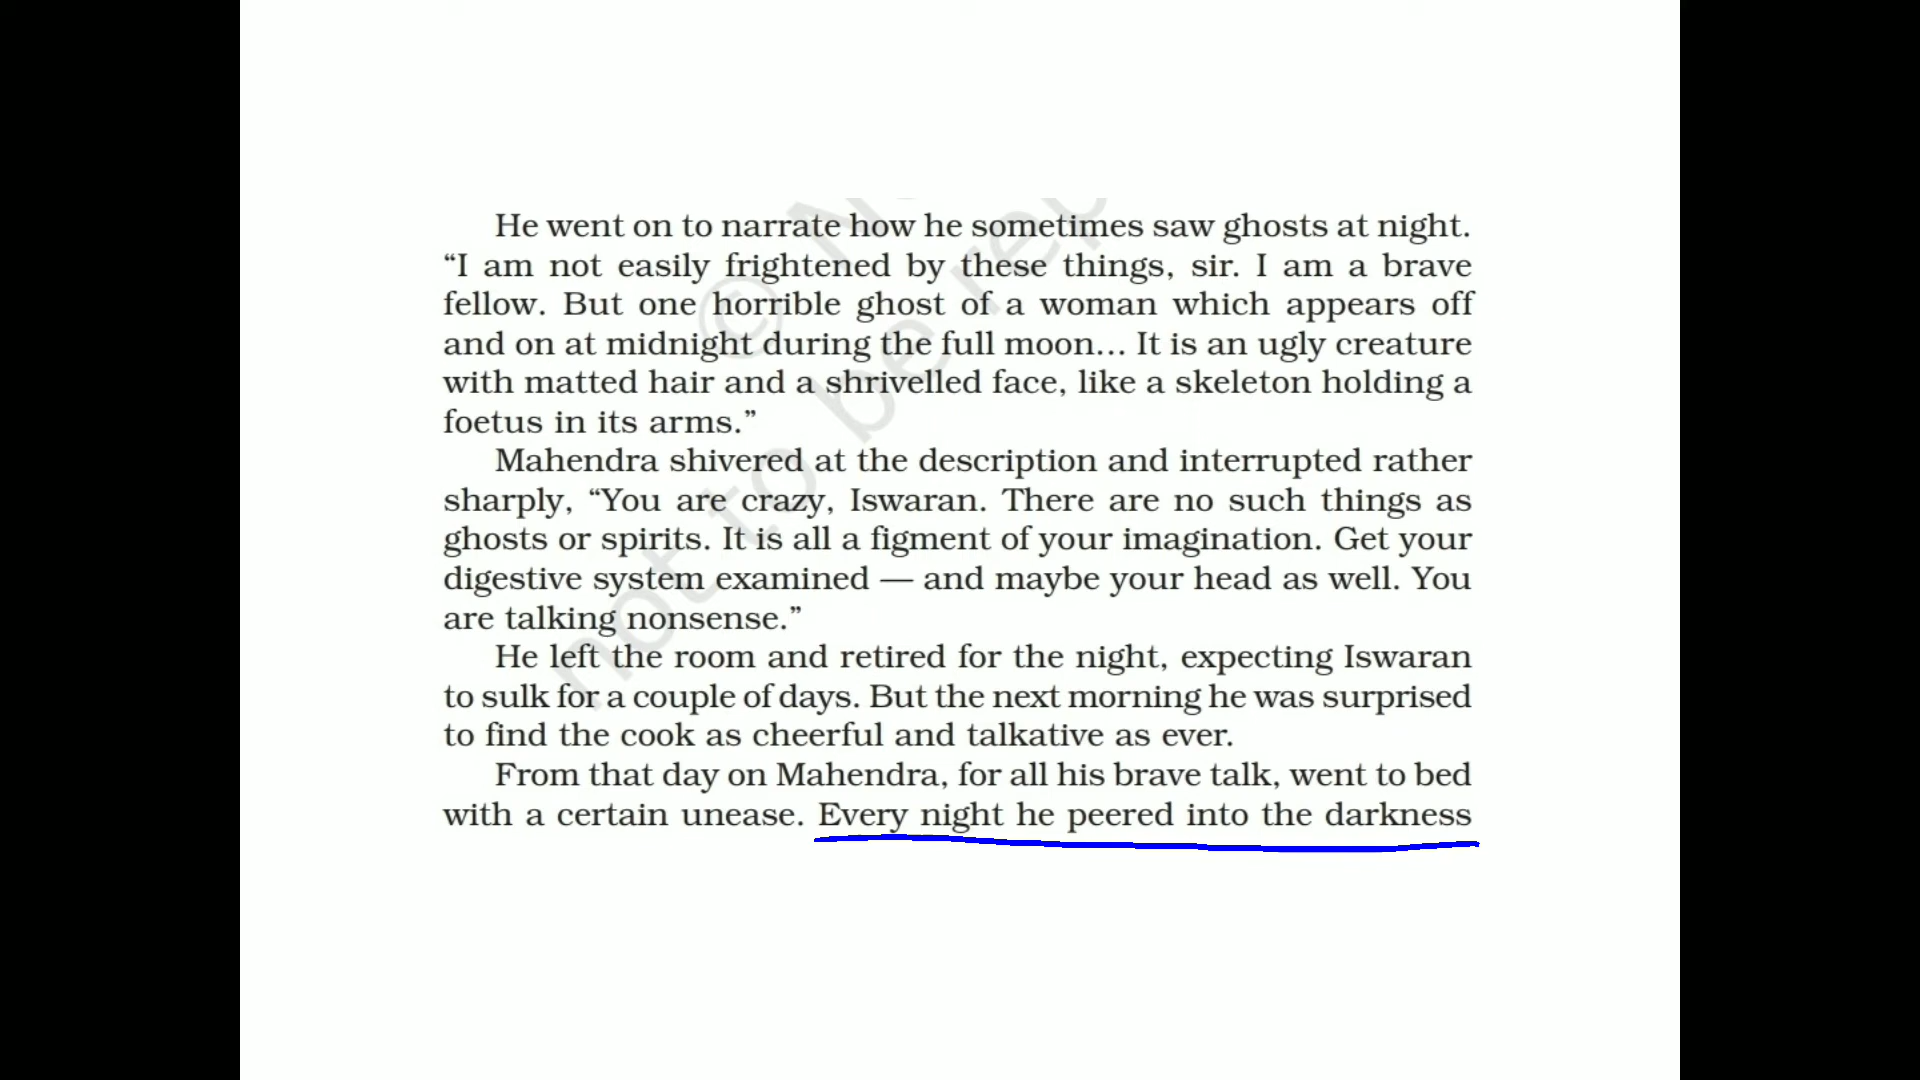 He went on to narrate how he sometimes saw ghosts at night.
“I am not easily frightened by these things, sir. I am a brave
fellow. But one horrible ghost of a woman which appears off
and on at midnight during the full moon... It is an ugly creature
with matted hair and a shrivelled face, like a skeleton holding a
foetus in its arms.”
Mahendra shivered at the description and interrupted rather
sharply, “You are crazy, Iswaran. There are no such things as
ghosts or spirits. It is all a figment of your imagination. Get your
digestive system examined — and maybe your head as well. You
are talking nonsense.”
He left the room and retired for the night, expecting Iswaran
to sulk for a couple of days. But the next morning he was surprised
to find the cook as cheerful and talkative as ever.
From that day on Mahendra, for all his brave talk, went to bed
with a certain unease. Every night he peered into the darkness
© N
not to be rep